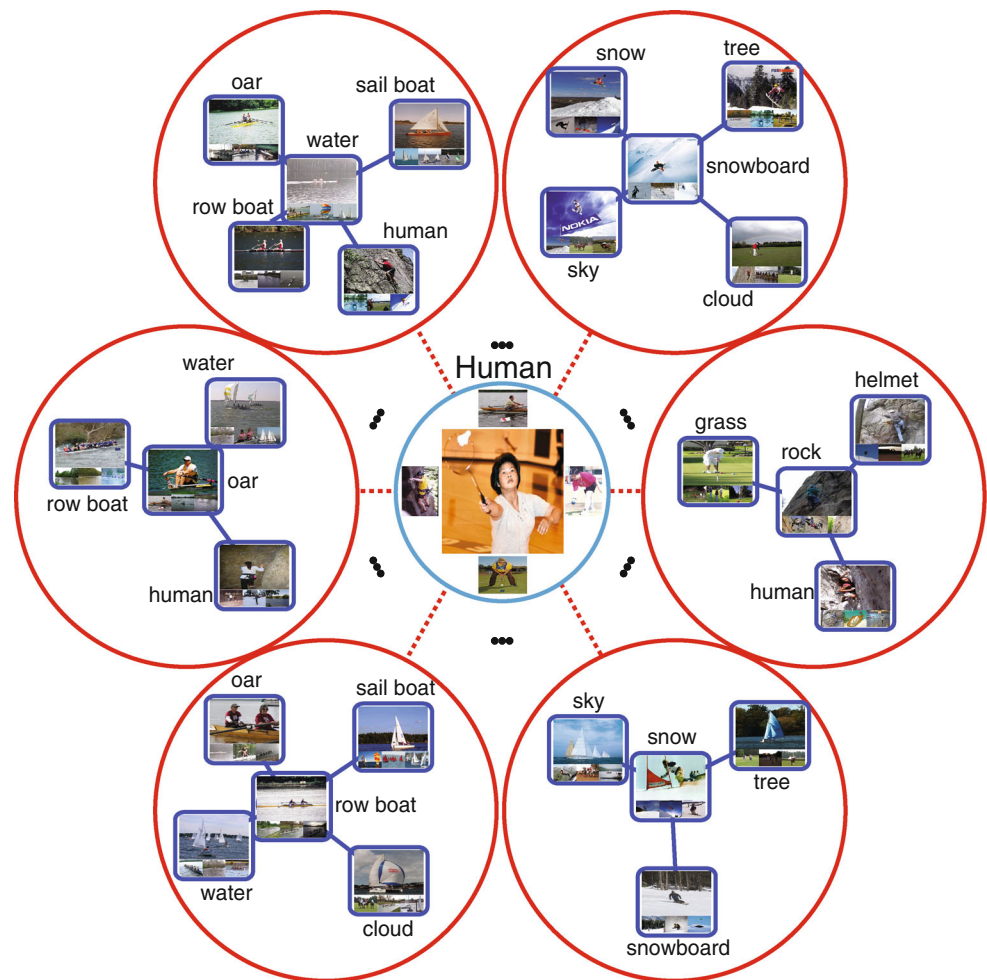 snow
tree
oar
sail boat
water
snowboard
row boat
human
NOKIA
sky
cloud
Human
water
helmet
grass
rock
oar
row boat
human
human
oar
sail boat
sky
snow
row boat
tree
water
cloud
snowboard